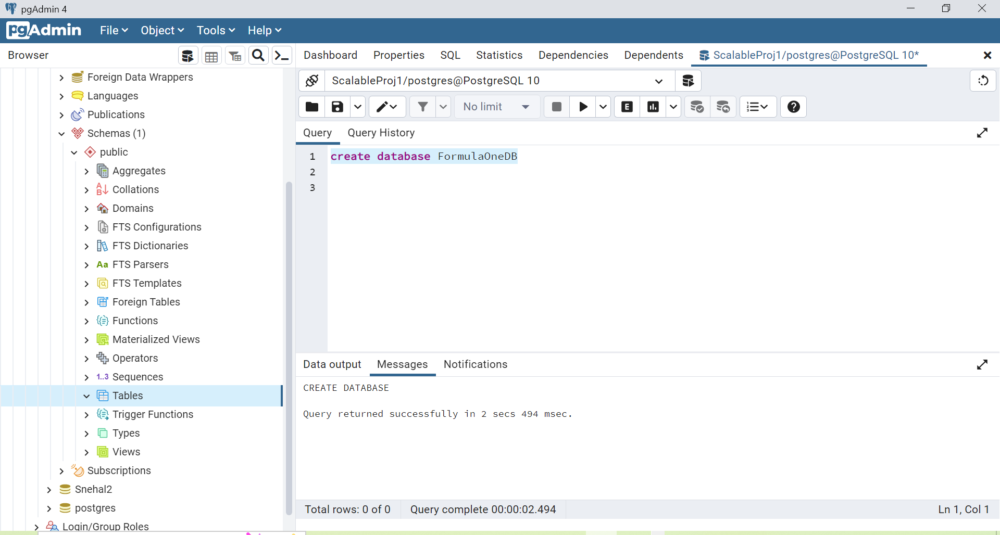 pgAdmin 4
pgAdmin File Object Tools Help
Browser
Dashboard Properties SQL Statistics Dependencies Dependents ScalableProj1/postgres@PostgreSQL 10*
Foreign Data Wrappers
Languages
Publications
Schemas (1)
public
Aggregates
Collations
Domains
FTS Configurations
FTS Dictionaries
Aa FTS Parsers
FTS Templates
Foreign Tables
Functions
Materialized Views
Operators
1..3 Sequences
Tables
Trigger Functions
Types
Views
Subscriptions
Snehal2
postgres
Login/Group Roles
ScalableProj1/postgres@PostgreSQL 10
No limit E
Query Query History
1 create database FormulaOneDB
2
3
Data output Messages Notifications
CREATE DATABASE
Query returned successfully in 2 secs 494 msec.
Total rows: 0 of 0 Query complete 00:00:02.494 Ln 1, Col 1